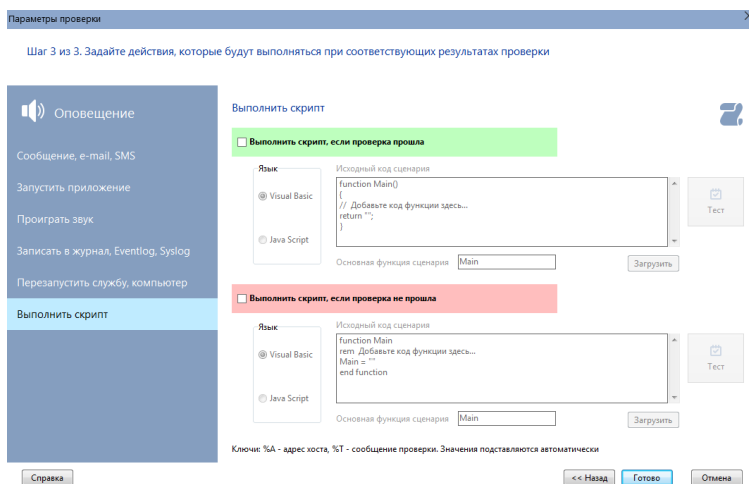 Параметры проверки
Шаг 3 из 3. Задайте действия, которые будут выполняться при соответствующих результатах проверки
Оповещение
Сообщение, e-mail, SMS
Запустить приложение
Проиграть звук
Записать в журнал, Eventlog, Syslog
Перезапустить службу, компьютер
Выполнить скрипт
Выполнить скрипт
Выполнить скрипт, если проверка прошла
Язык
Visual Basic
Java Script
Исходный код сценария
function Main()
{
// Добавьте код функции здесь...
return "";
}
Тест
Основная функция сценария Main
Загрузить
Выполнить скрипт, если проверка не прошла
Язык
Visual Basic
Java Script
Исходный код сценария
function Main
rem Добавьте код функции здесь...
Main = ""
end function
Тест
Основная функция сценария Main
Загрузить
Ключи: %A - адрес хоста, %T - сообщение проверки. Значения подставляются автоматически
Справка
<< Назад Готово Отмена